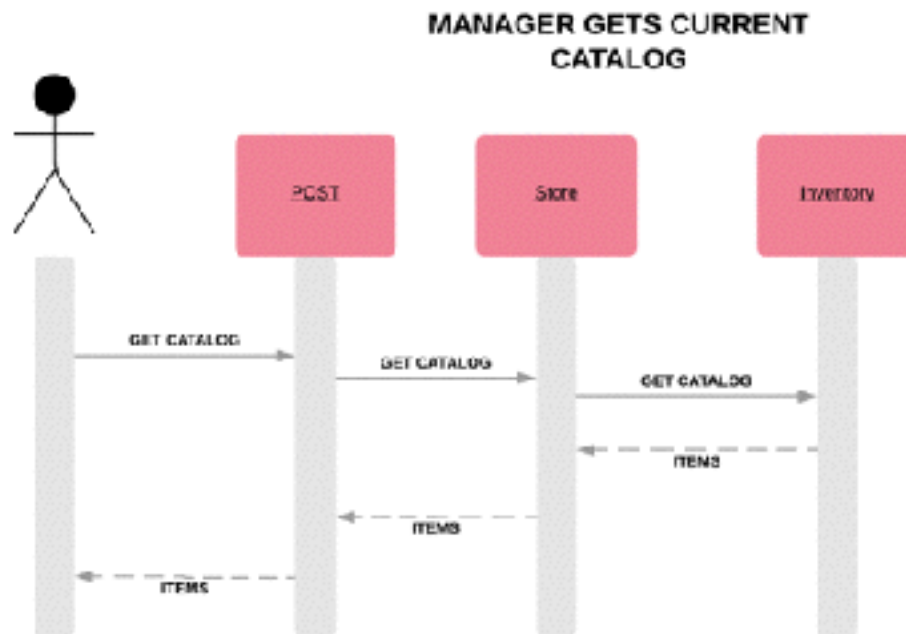 MANAGER GETS CURRENT
CATALOG
POST
Store
Inventory
GET CATALOG
GET CATALOG
GET CATALOG
ITEMS
ITEMS
ITEMS